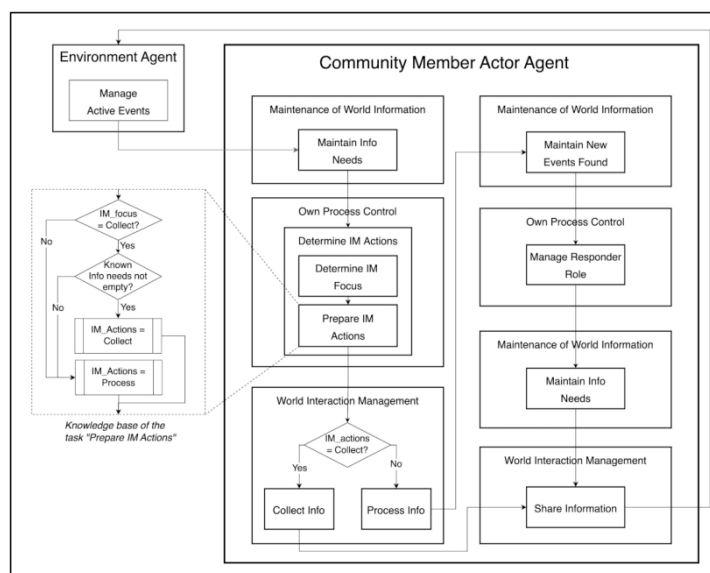 Environment Agent
Manage
Active Events
Community Member Actor Agent
Maintenance of World Information
Maintain Info
Needs
Own Process Control
Determine IM Actions
Determine IM
Focus
Prepare IM
Actions
World Interaction Management
IM_actions
= Collect?
Yes
No
Collect Info
Process Info
Maintenance of World Information
Maintain New
Events Found
Own Process Control
Manage Responder
Role
Maintenance of World Information
Maintain Info
Needs
World Interaction Management
Share Information
IM_focus
= Collect?
No
Yes
Known
Info needs not
empty?
No
Yes
IM_Actions =
Collect
IM_Actions =
Process
Knowledge base of the
task "Prepare IM Actions"